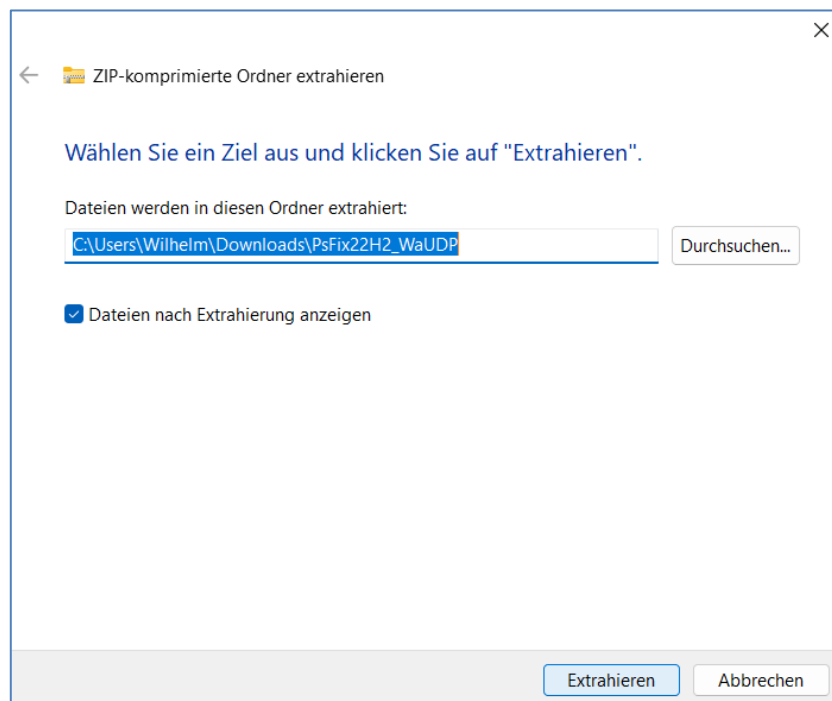 ZIP-komprimierte Ordner extrahieren
Wählen Sie ein Ziel aus und klicken Sie auf "Extrahieren".
Dateien werden in diesen Ordner extrahiert:
C:\Users\Wilhelm\Downloads\PsFix22H2_WaUDP
Durchsuchen...
Dateien nach Extrahierung anzeigen
Extrahieren
Abbrechen